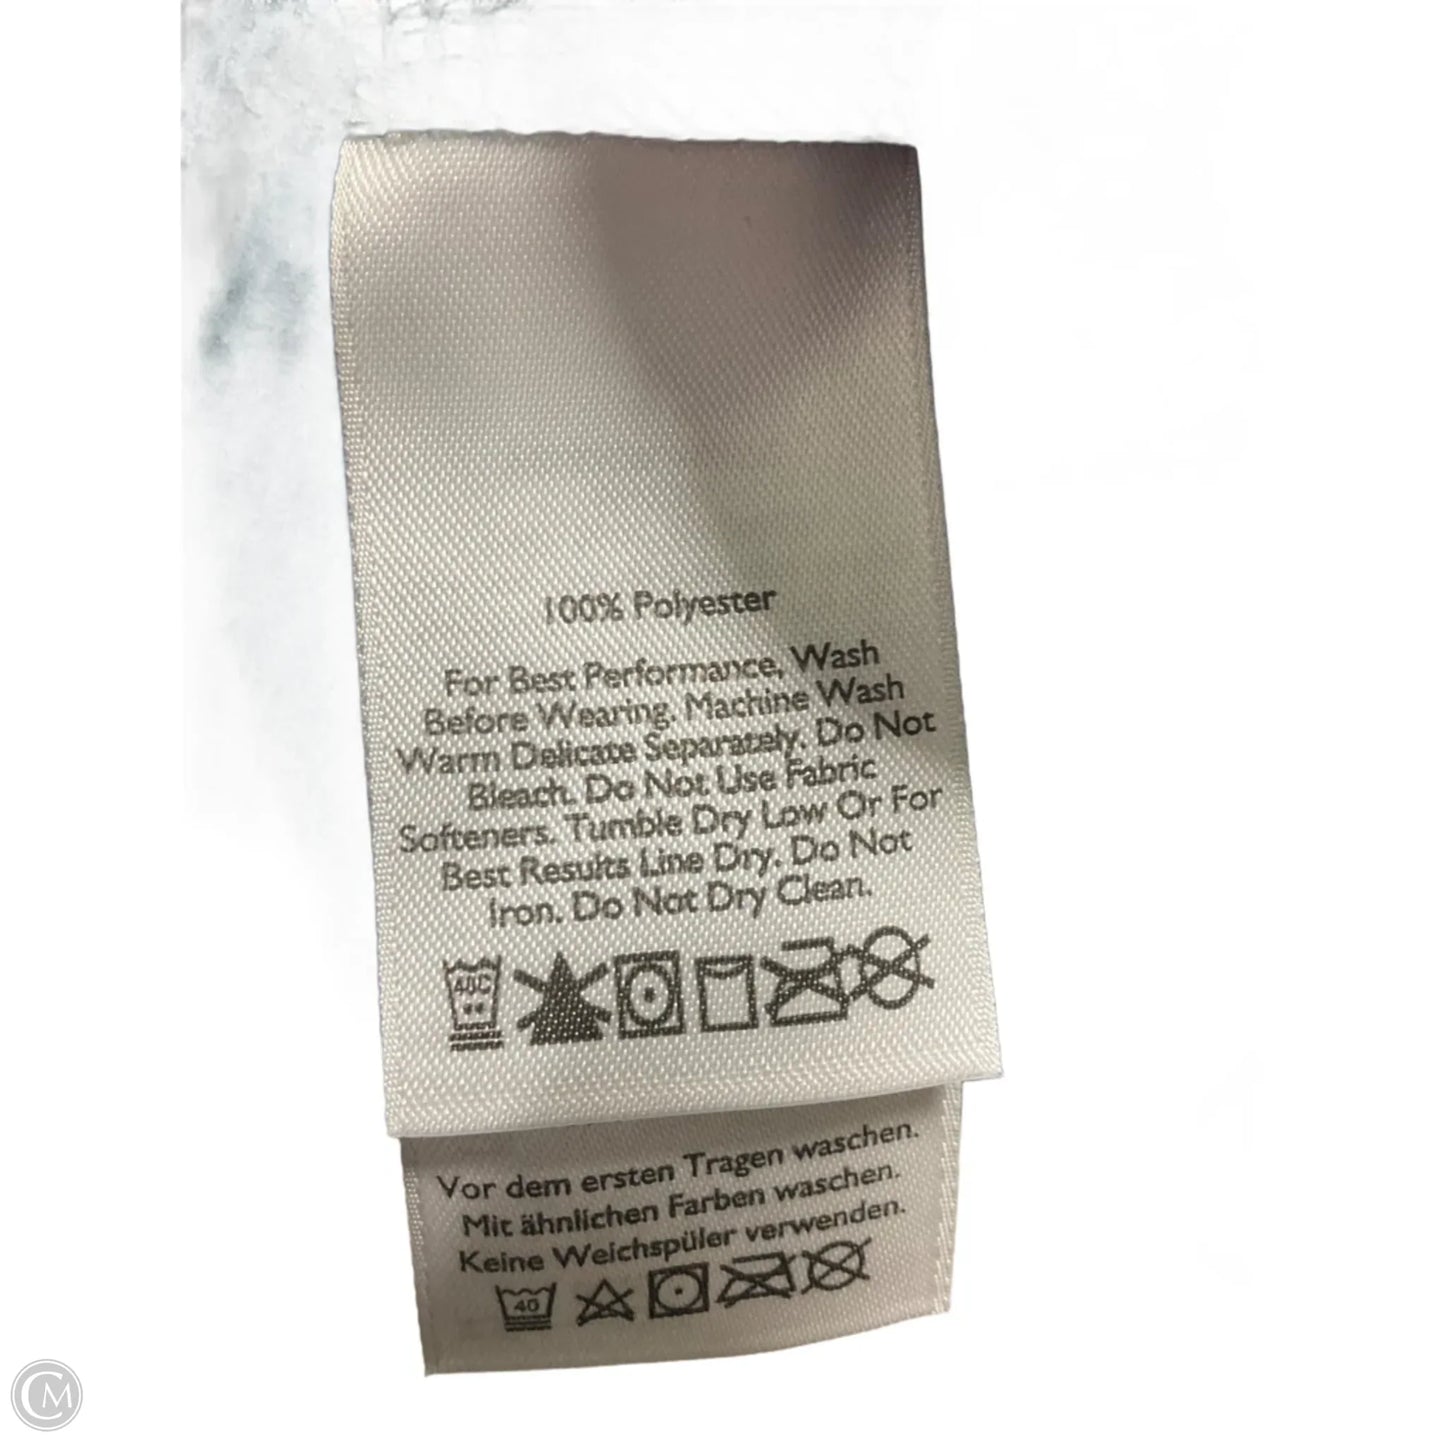 100% Polyester
For Best Performance, Wash
Before Wearing. Machine Wash
Warm Delicate Separately. Do Not
Bleach. Do Not Use Fabric
Softeners. Tumble Dry Low Or For
Best Results Line Dry. Do Not
Iron. Do Not Dry Clean.
40C
Vor dem ersten Tragen waschen.
Mit ähnlichen Farben waschen.
Keine Weichspüler verwenden.
40
CM